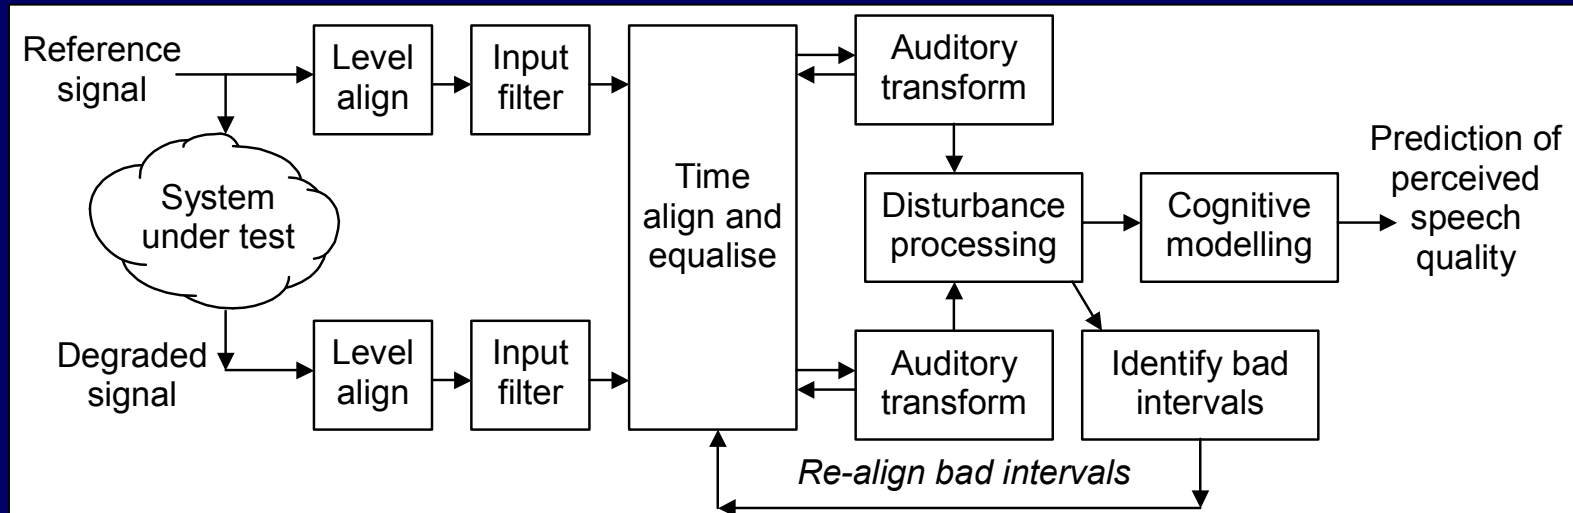 Reference
signal
Level
align
Input
filter
Time
align and
equalise
Auditory
transform
System
under test
Disturbance
processing
Cognitive
modelling
Prediction of
perceived
speech
quality
Degraded
signal
Level
align
Input
filter
Auditory
transform
Identify bad
intervals
Re-align bad intervals